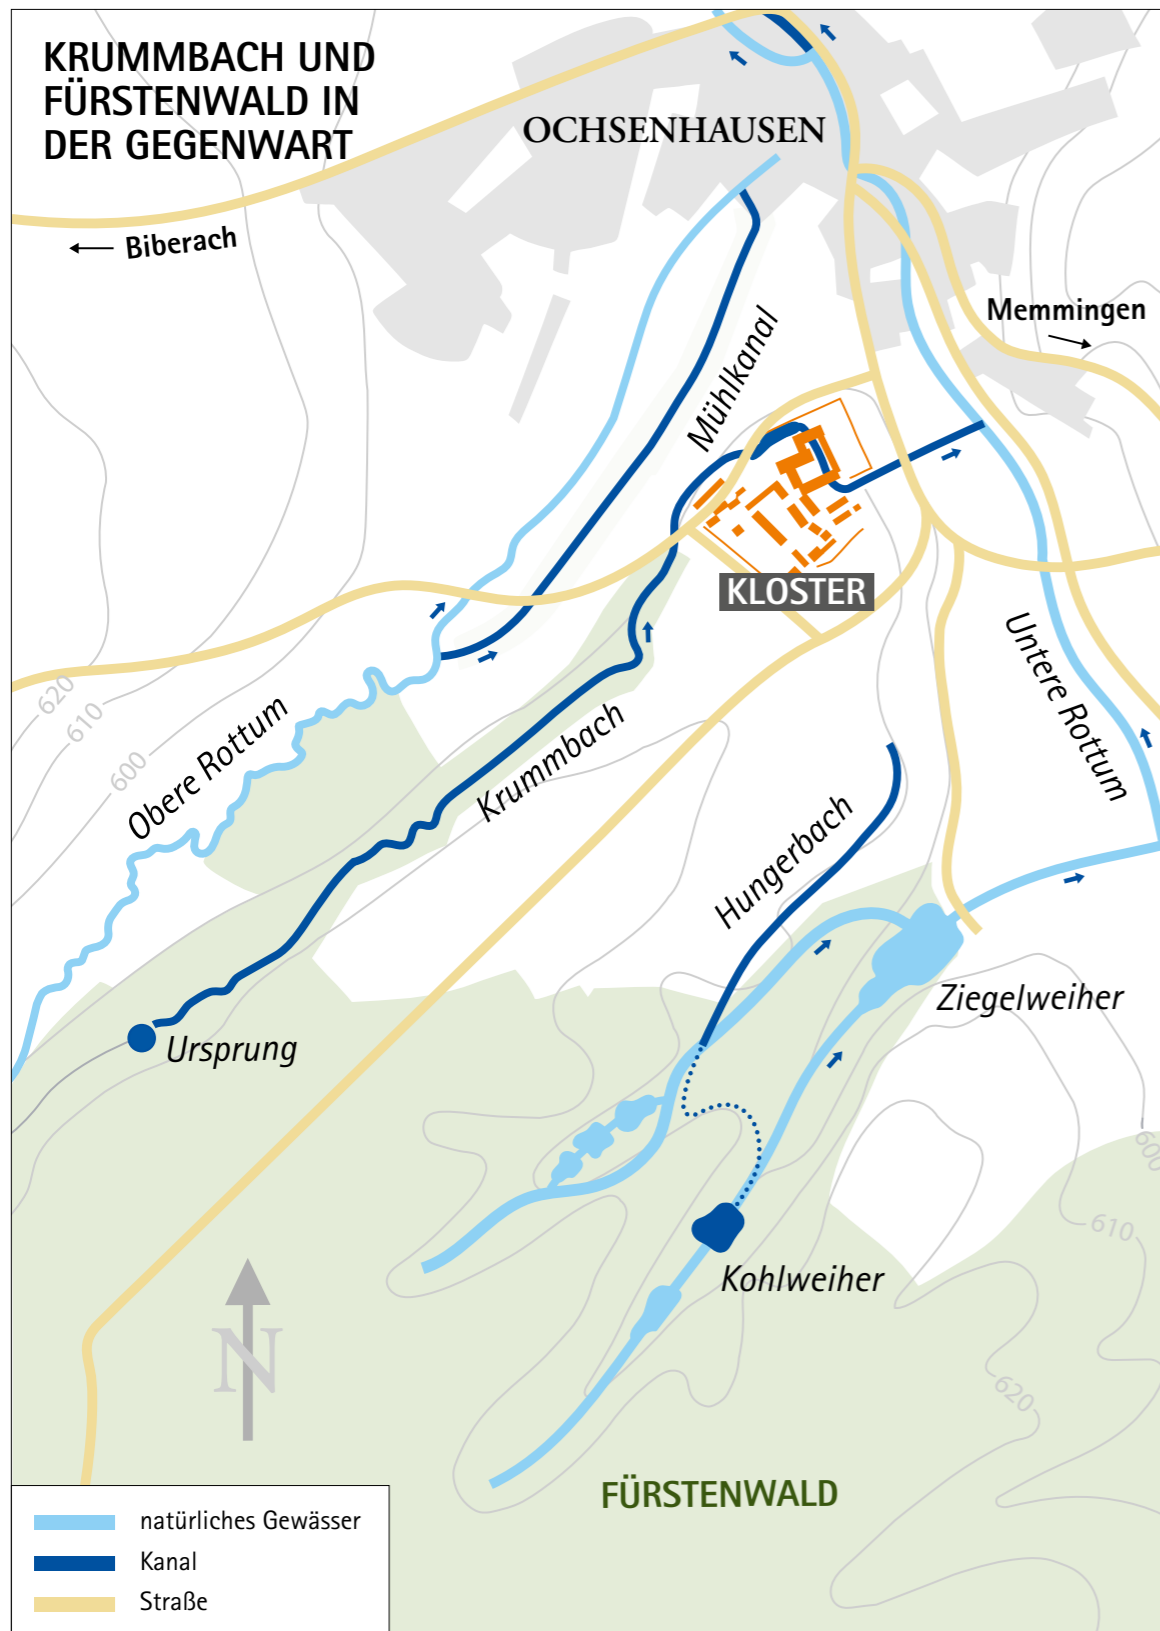 KRUMMBACH UND
FÜRSTENWALD IN
DER GEGENWART
OCHSENHAUSEN
Biberach
Memmingen
Mühlkanal
KLOSTER
Untere Rottum
620
610
600
Obere Rottum
Krummbach
Hungerbach
Ziegelweiher
Ursprung
600
610
Kohlweiher
620
N
FÜRSTENWALD
natürliches Gewässer
Kanal
Straße